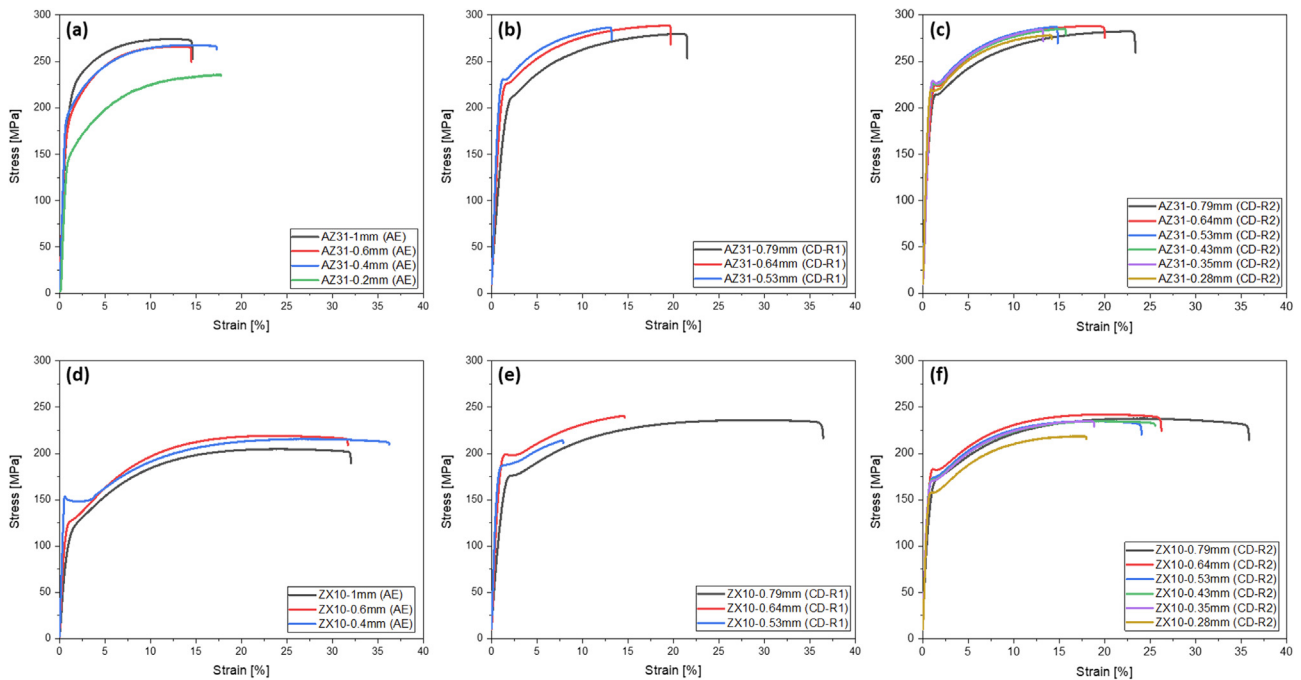 (a)
300
250
200
150
100
50
0
Stress [MPa]
AZ31-1mm (AE)
AZ31-0.6mm (AE)
AZ31-0.4mm (AE)
AZ31-0.2mm (AE)
0 5 10 15 20 25 30 35 40
Strain [%]
(b)
300
250
200
150
100
50
0
Stress [MPa]
AZ31-0.79mm (CD-R1)
AZ31-0.64mm (CD-R1)
AZ31-0.53mm (CD-R1)
0 5 10 15 20 25 30 35 40
Strain [%]
(c)
300
250
200
150
100
50
0
Stress [MPa]
AZ31-0.79mm (CD-R2)
AZ31-0.64mm (CD-R2)
AZ31-0.53mm (CD-R2)
AZ31-0.43mm (CD-R2)
AZ31-0.35mm (CD-R2)
AZ31-0.28mm (CD-R2)
0 5 10 15 20 25 30 35 40
Strain [%]
(d)
300
250
200
150
100
50
0
Stress [MPa]
ZX10-1mm (AE)
ZX10-0.6mm (AE)
ZX10-0.4mm (AE)
0 5 10 15 20 25 30 35 40
Strain [%]
(e)
300
250
200
150
100
50
0
Stress [MPa]
ZX10-0.79mm (CD-R1)
ZX10-0.64mm (CD-R1)
ZX10-0.53mm (CD-R1)
0 5 10 15 20 25 30 35 40
Strain [%]
(f)
300
250
200
150
100
50
0
Stress [MPa]
ZX10-0.79mm (CD-R2)
ZX10-0.64mm (CD-R2)
ZX10-0.53mm (CD-R2)
ZX10-0.43mm (CD-R2)
ZX10-0.35mm (CD-R2)
ZX10-0.28mm (CD-R2)
0 5 10 15 20 25 30 35 40
Strain [%]